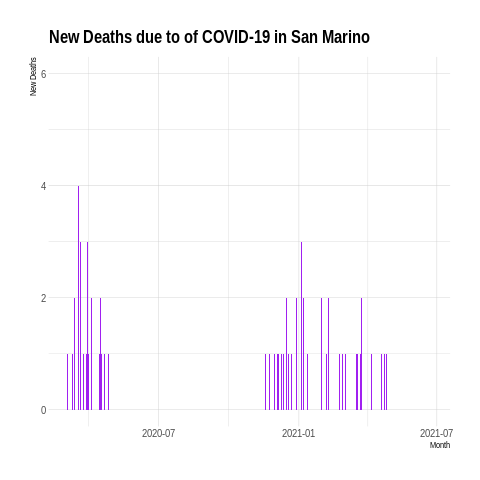 New Deaths due to of COVID-19 in San Marino
New Deaths
6
4
2
0
2020-07 2021-01 2021-07
Month